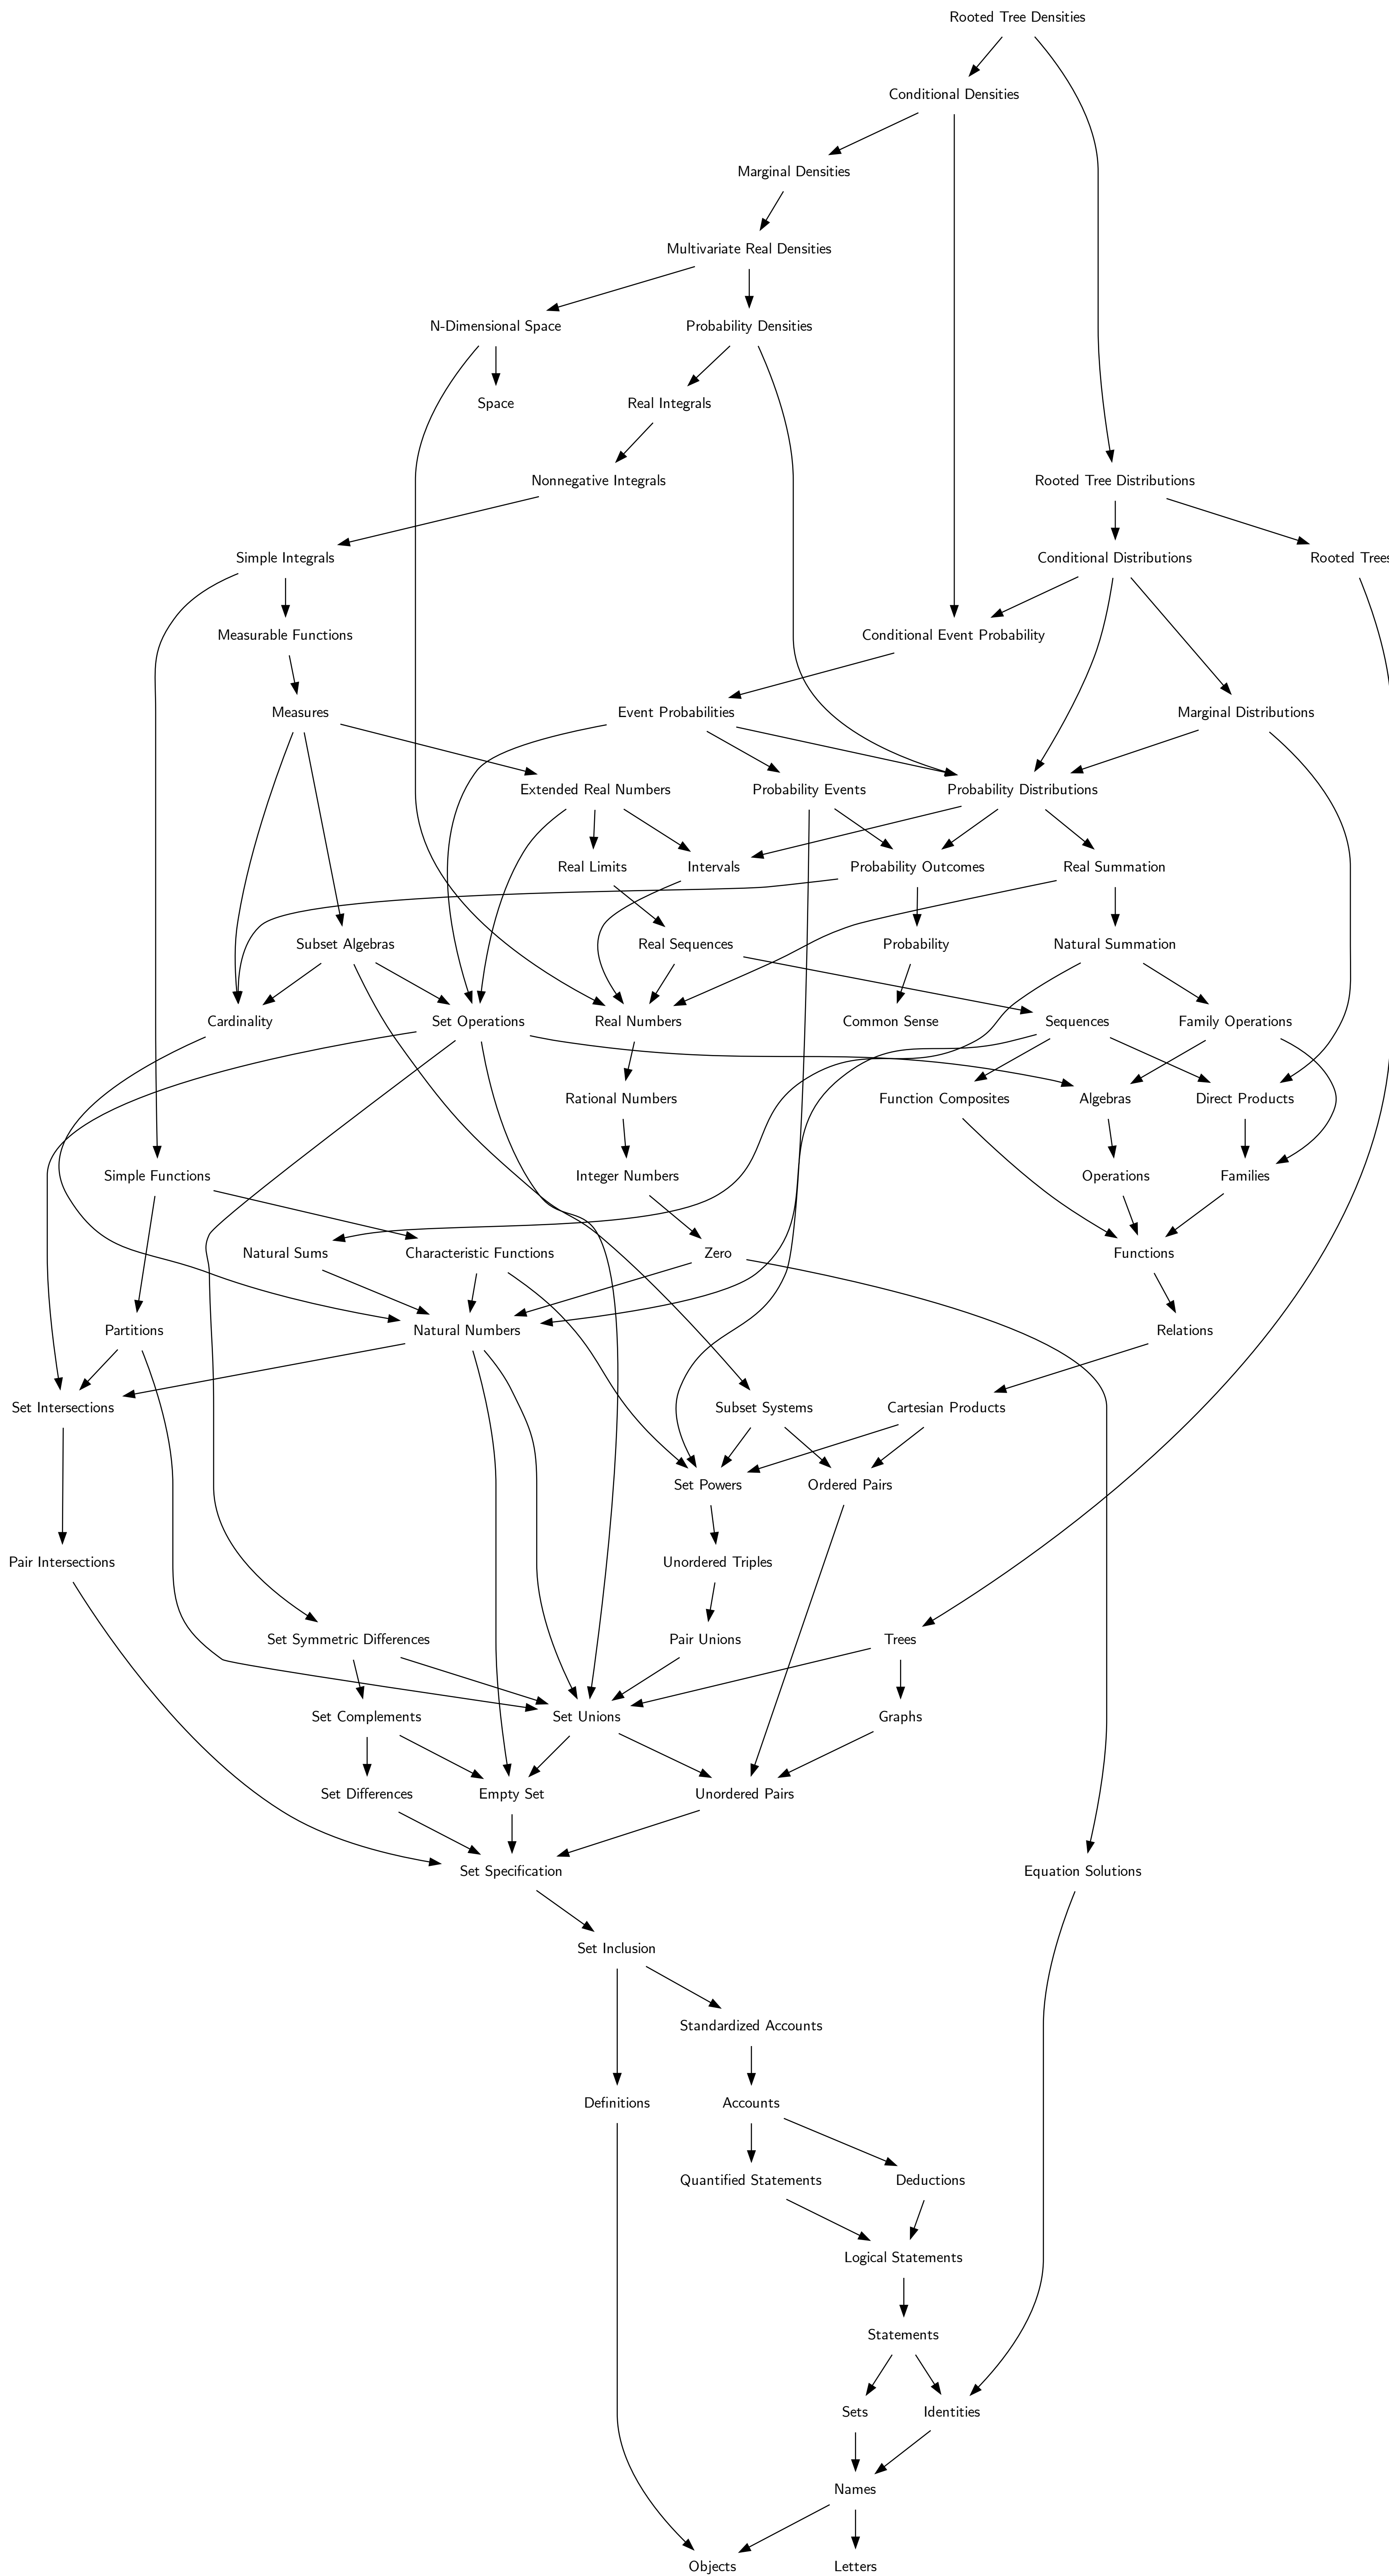 Rooted Tree Densities
Conditional Densities
Marginal Densities
Multivariate Real Densities
N-Dimensional Space
Probability Densities
Space
Real Integrals
Nonnegative Integrals
Rooted Tree Distributions
Simple Integrals
Conditional Distributions
Rooted Trees
Measurable Functions
Conditional Event Probability
Measures
Event Probabilities
Marginal Distributions
Extended Real Numbers
Probability Events
Probability Distributions
Real Limits
Intervals
Probability Outcomes
Real Summation
Subset Algebras
Real Sequences
Probability
Natural Summation
Cardinality
Set Operations
Real Numbers
Common Sense
Sequences
Family Operations
Rational Numbers
Function Composites
Algebras
Direct Products
Simple Functions
Integer Numbers
Operations
Families
Natural Sums
Characteristic Functions
Zero
Functions
Partitions
Natural Numbers
Relations
Set Intersections
Subset Systems
Cartesian Products
Set Powers
Ordered Pairs
Pair Intersections
Unordered Triples
Set Symmetric Differences
Pair Unions
Trees
Set Complements
Set Unions
Graphs
Set Differences
Empty Set
Unordered Pairs
Set Specification
Equation Solutions
Set Inclusion
Standardized Accounts
Definitions
Accounts
Quantified Statements
Deductions
Logical Statements
Statements
Sets
Identities
Names
Objects
Letters